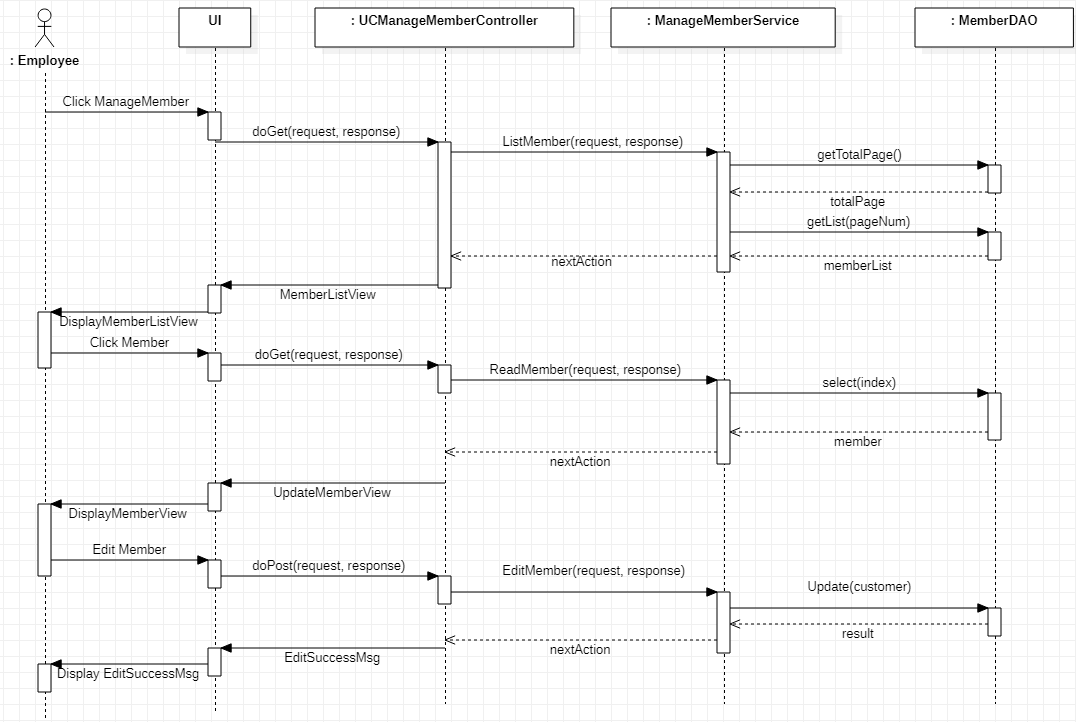 UI
: UCManageMemberController
: ManageMemberService
: MemberDAO
: Employee
Click ManageMember
doGet(request, response)
ListMember(request, response)
getTotalPage()
totalPage
getList(pageNum)
nextAction
memberList
MemberListView
DisplayMemberListView
Click Member
doGet(request, response)
ReadMember(request, response)
select(index)
member
nextAction
UpdateMemberView
DisplayMemberView
Edit Member
doPost(request, response)
EditMember(request, response)
Update(customer)
result
nextAction
EditSuccessMsg
Display EditSuccessMsg